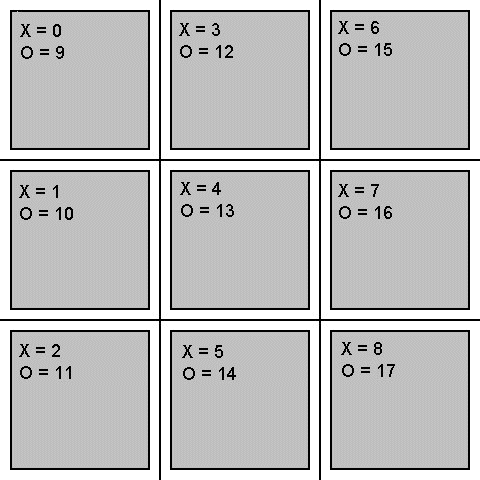 X = 0
O = 9
X = 3
O = 12
X = 6
O = 15
X = 1
O = 10
X = 4
O = 13
X = 7
O = 16
X = 2
O = 11
X = 5
O = 14
X = 8
O = 17